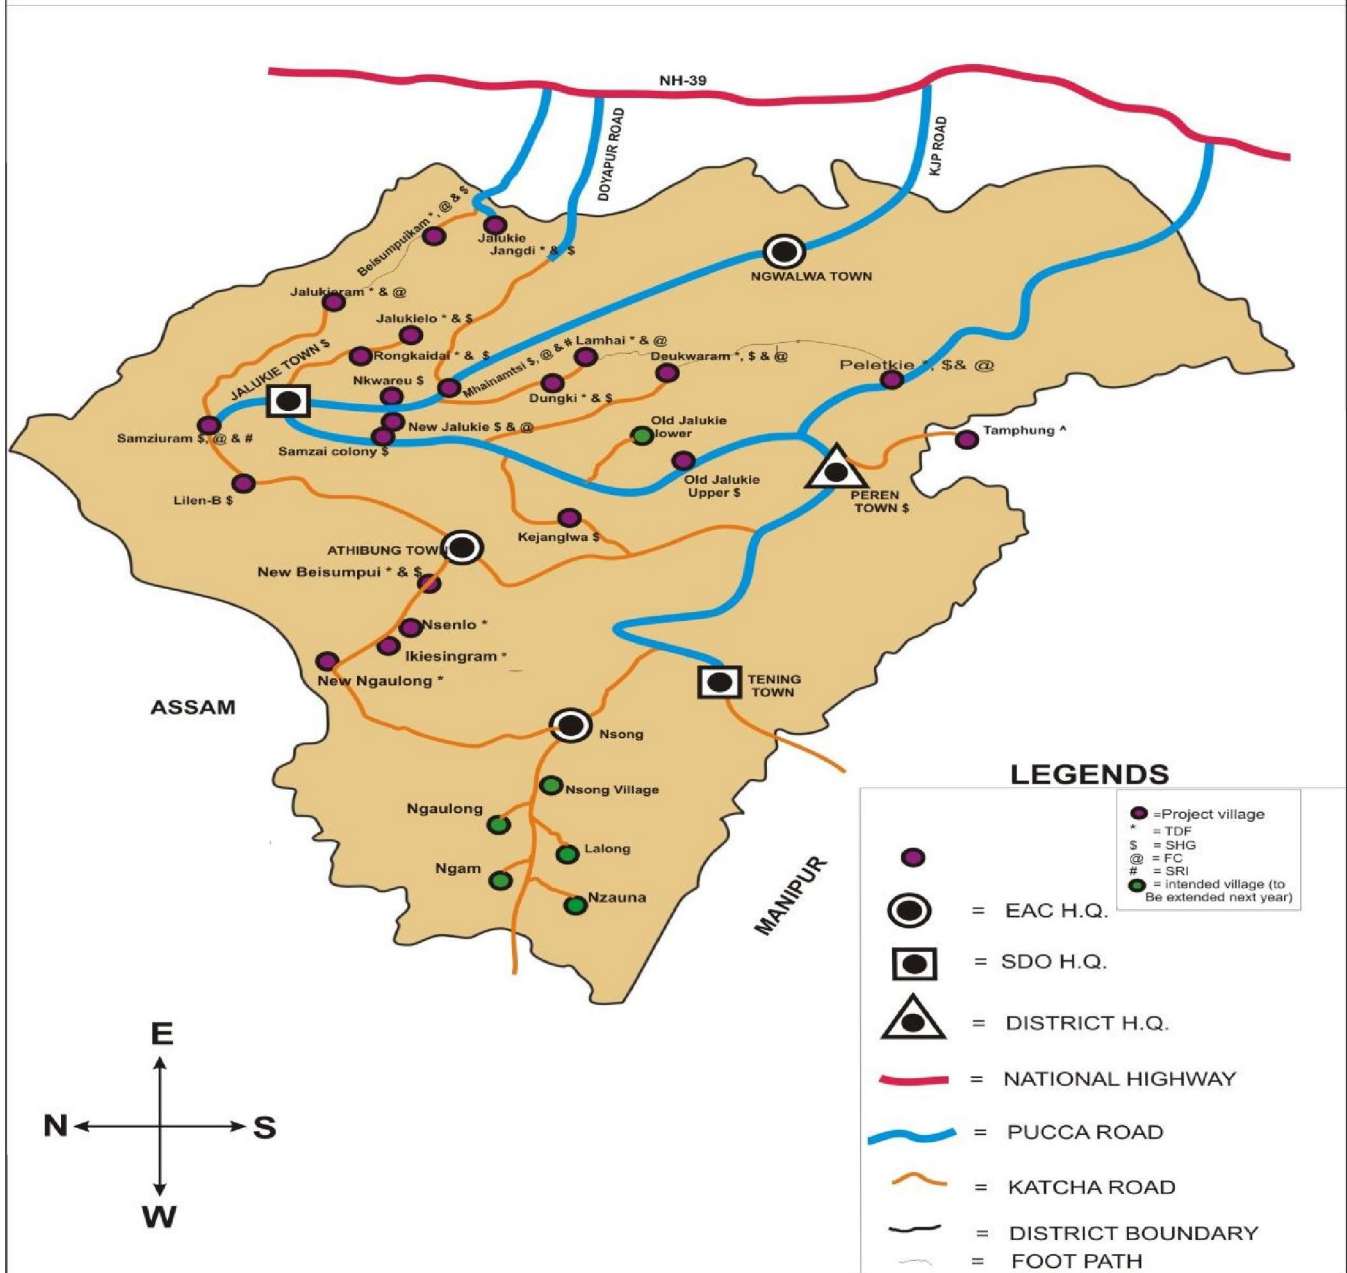 NH-39
DOYAPUR ROAD
KJP ROAD
Beisumpuikam *, @ & $
Jalukie
Jangdi * & $
NGWALWA TOWN
Jalukieram * & @
Jalukielo * & $
JALUKIE TOWN $
Rongkaidai * & $
Mhainamtsi $, @ & #
Lamhai * & @
Deukwaram *, $ & @
Peletkie *, $& @
Nkwareu $
Dungki * & $
Samziuram $, @ & #
New Jalukie $ & @
Old Jalukie
lower
Tamphung ^
Samzai colony $
Old Jalukie
Upper $
Lilen-B $
PEREN
TOWN $
Kejanglwa $
ATHIBUNG TOWN
New Beisumpui * & $
Nsenlo *
Ikiesingram *
New Ngaulong *
TENING
TOWN
ASSAM
Nsong
Nsong Village
Ngaulong
Lalong
Ngam
Nzauna
MANIPUR
LEGENDS
=Project village
* = TDF
$ = SHG
@ = FC
# = SRI
= intended village (to
Be extended next year)
= EAC H.Q.
= SDO H.Q.
= DISTRICT H.Q.
= NATIONAL HIGHWAY
= PUCCA ROAD
= KATCHA ROAD
= DISTRICT BOUNDARY
= FOOT PATH
E
N
S
W